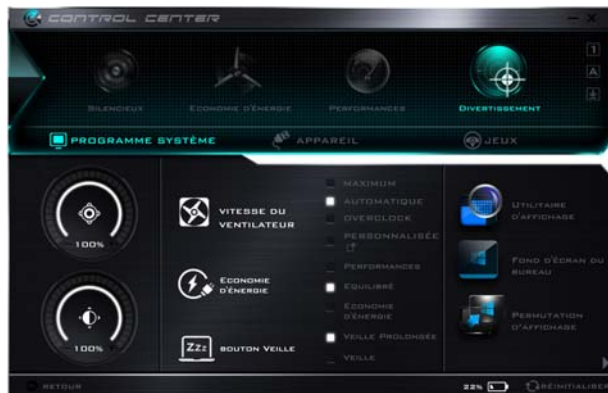 CONTROL CENTER
1
A
SILENCIEUX
ECONOMIE D'ÉNERGIE
PERFORMANCES
DIVERTISSEMENT
PROGRAMME SYSTÈME
APPAREIL
JEUX
100%
100%
VITESSE DU
VENTILATEUR
MAXIMUM
AUTOMATIQUE
OVERCLOCK
PERSONNALISÉE
ECONOMIE
D'ÉNERGIE
PERFORMANCES
EQUILIBRÉ
ECONOMIE
D'ÉNERGIE
Zzz
BOUTON VEILLE
VEILLE PROLONGÉE
VEILLE
UTILITAIRE
D'AFFICHAGE
FOND D'ÉCRAN DU
BUREAU
PERMUTATION
D'AFFICHAGE
RETOUR
22%
RÉINITIALISER